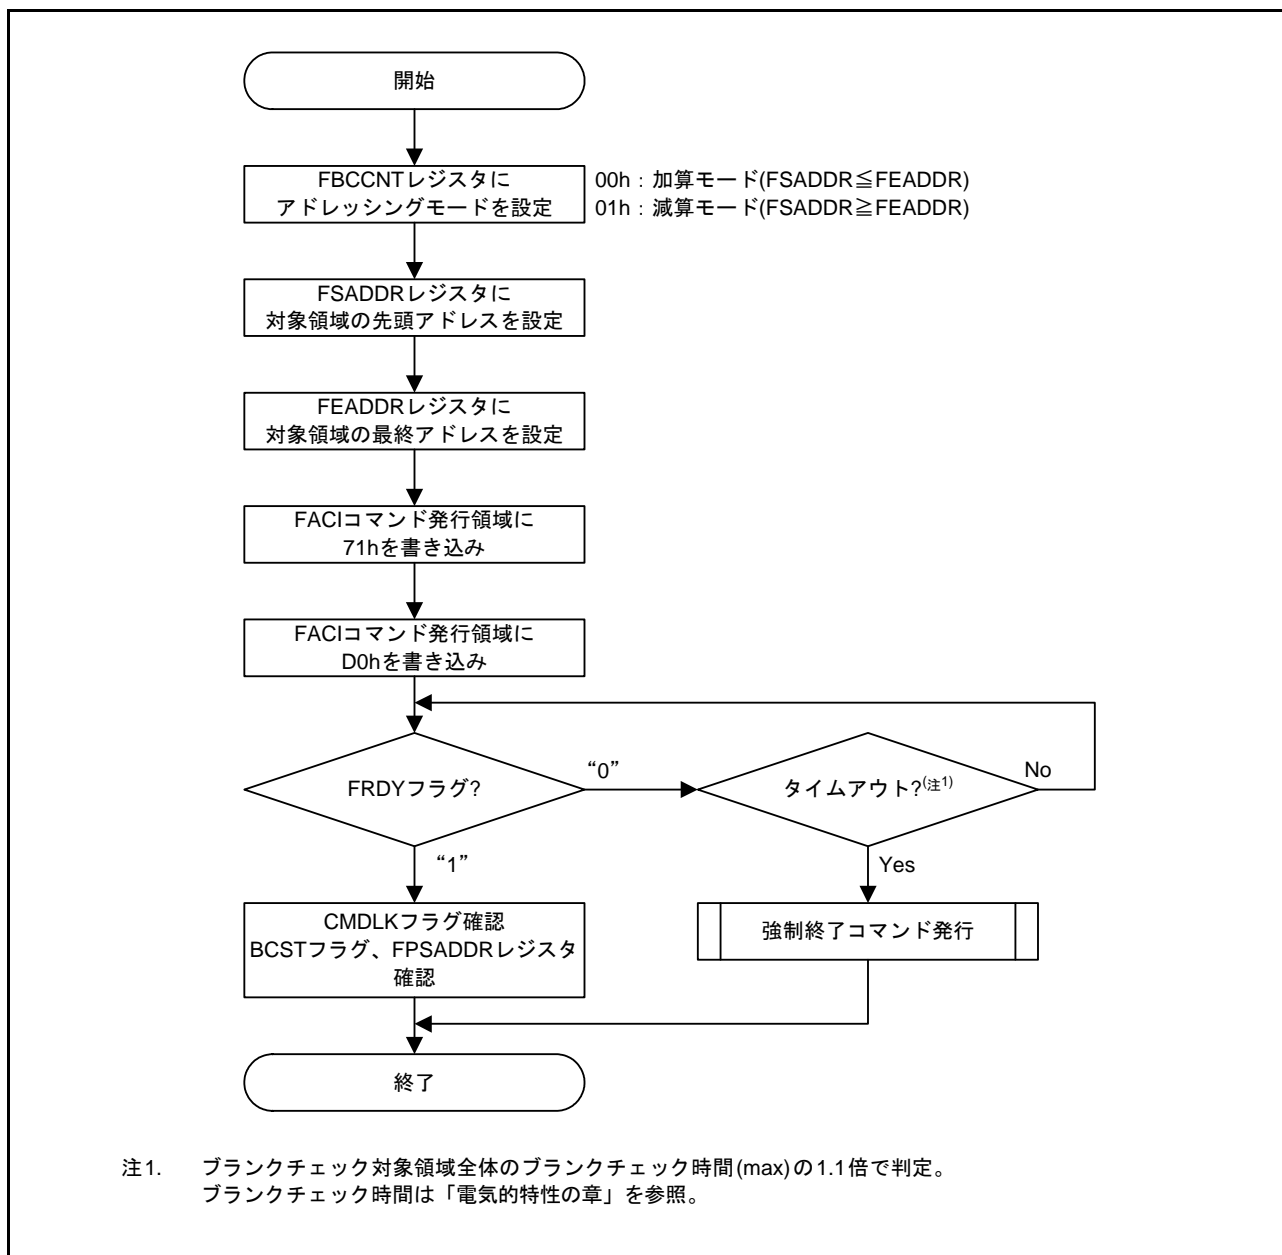 開始
FBCCNTレジスタに
アドレッシングモードを設定
00h：加算モード(FSADDR≦FEADDR)
01h：減算モード(FSADDR≧FEADDR)
FSADDRレジスタに
対象領域の先頭アドレスを設定
FEADDRレジスタに
対象領域の最終アドレスを設定
FACIコマンド発行領域に
71hを書き込み
FACIコマンド発行領域に
D0hを書き込み
FRDYフラグ?
“0”
タイムアウト?(注1)
No
“1”
Yes
CMDLKフラグ確認
BCSTフラグ、FPSADDRレジスタ
確認
強制終了コマンド発行
終了
注1. ブランクチェック対象領域全体のブランクチェック時間(max)の1.1倍で判定。
ブランクチェック時間は「電気的特性の章」を参照。